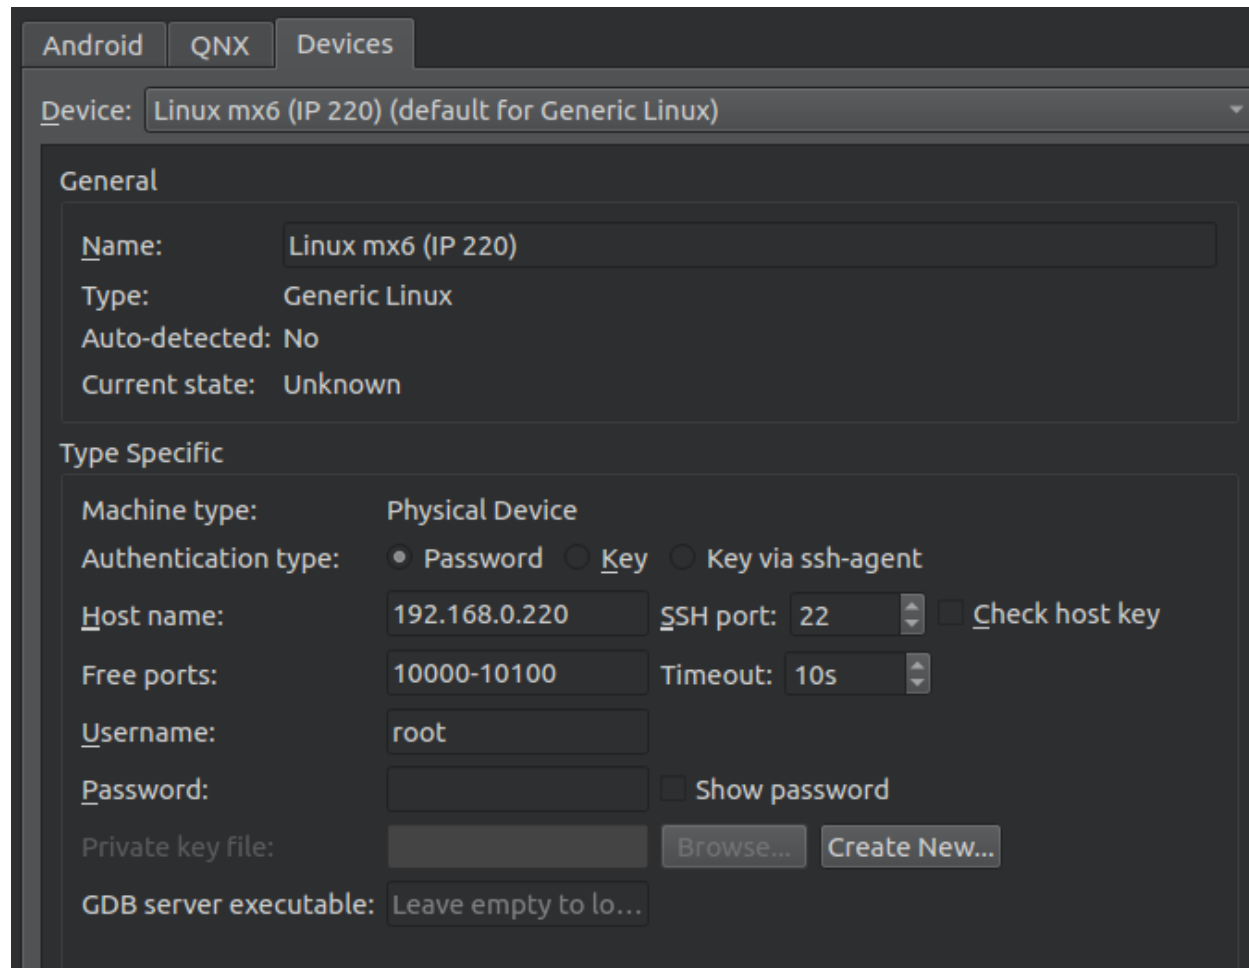 Android QNX Devices
Device: Linux mx6 (IP 220) (default for Generic Linux)
General
Name: Linux mx6 (IP 220)
Type: Generic Linux
Auto-detected: No
Current state: Unknown
Type Specific
Machine type: Physical Device
Authentication type: Password Key Key via ssh-agent
Host name: 192.168.0.220 SSH port: 22 Check host key
Free ports: 10000-10100 Timeout: 10s
Username: root
Password: Show password
Private key file: Browse... Create New...
GDB server executable: Leave empty to lo...